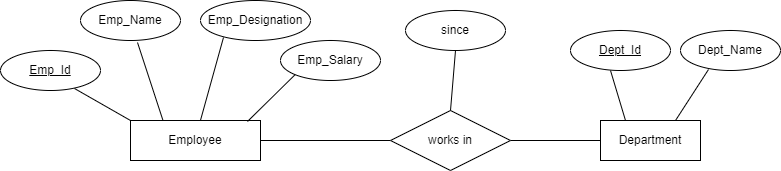 Emp_Name
Emp_Designation
since
Dept_Id
Dept_Name
Emp_Id
Emp_Salary
Employee
works in
Department